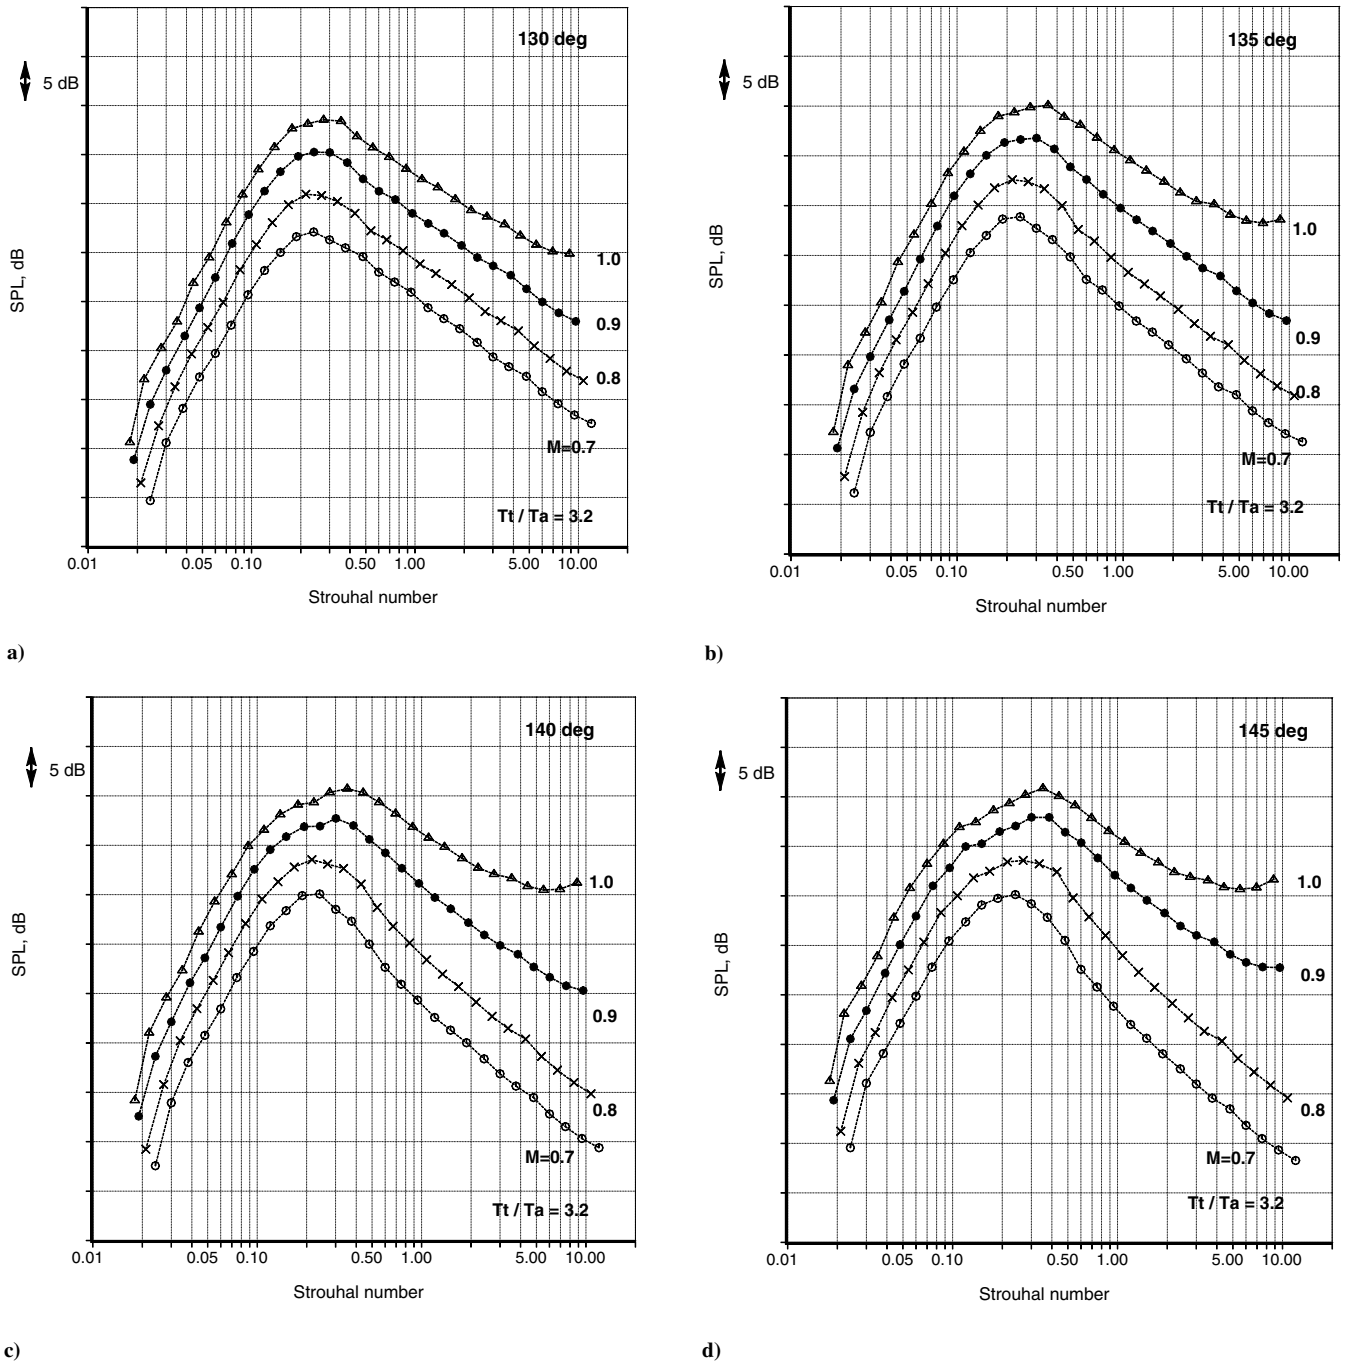 130 deg
5 dB
SPL, dB
1.0
0.9
0.8
M=0.7
Tt / Ta = 3.2
0.01 0.05 0.10 0.50 1.00 5.00 10.00
Strouhal number
a)
135 deg
5 dB
SPL, dB
1.0
0.9
0.8
M=0.7
Tt / Ta = 3.2
0.01 0.05 0.10 0.50 1.00 5.00 10.00
Strouhal number
b)
140 deg
5 dB
SPL, dB
1.0
0.9
0.8
M=0.7
Tt / Ta = 3.2
0.01 0.05 0.10 0.50 1.00 5.00 10.00
Strouhal number
c)
145 deg
5 dB
SPL, dB
1.0
0.9
0.8
M=0.7
Tt / Ta = 3.2
0.01 0.05 0.10 0.50 1.00 5.00 10.00
Strouhal number
d)